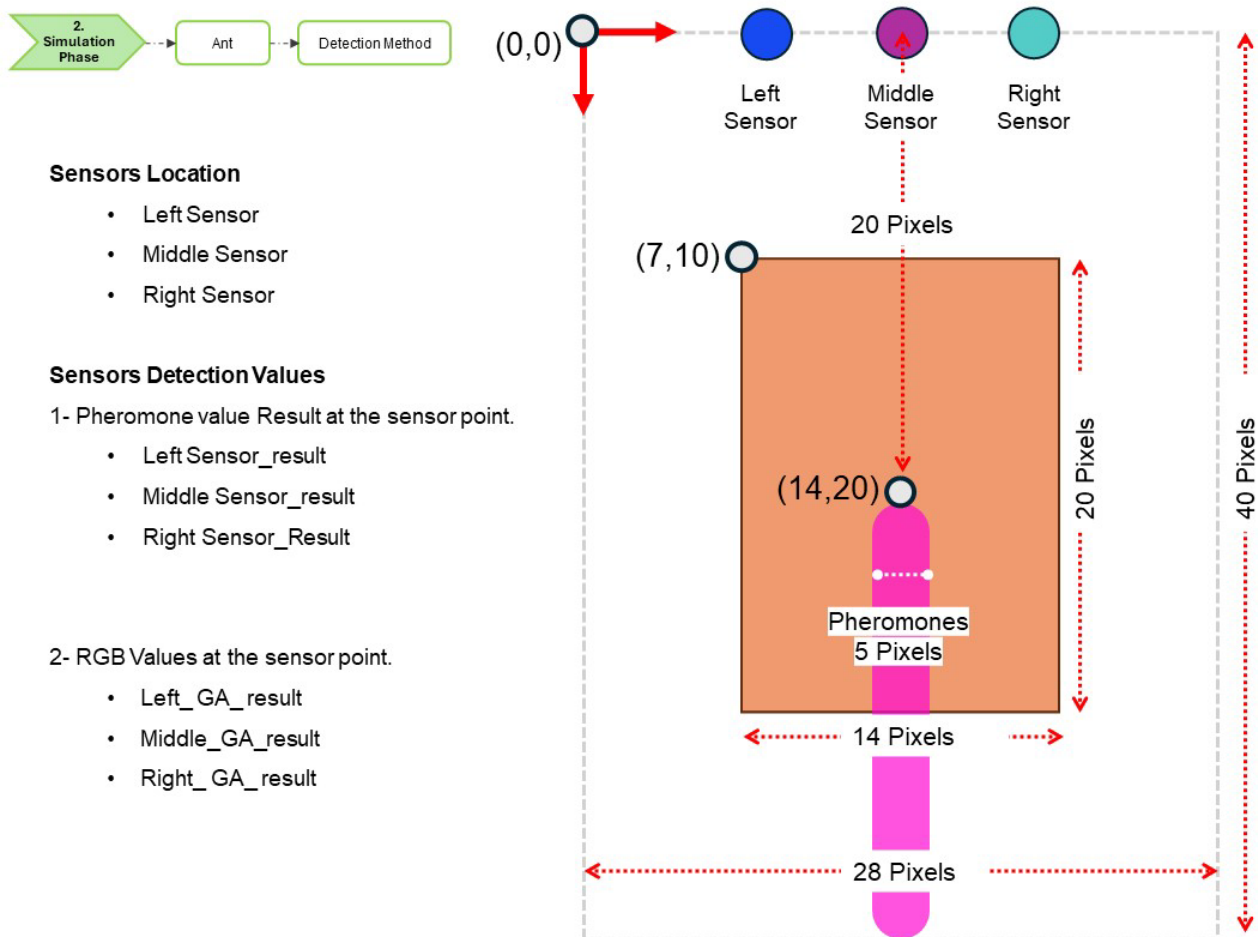 2.
Simulation
Phase
Ant
Detection Method
(0,0)
Left
Sensor
Middle
Sensor
Right
Sensor
Sensors Location
• Left Sensor
• Middle Sensor
• Right Sensor
20 Pixels
(7,10)
Sensors Detection Values
1- Pheromone value Result at the sensor point.
• Left Sensor_result
• Middle Sensor_result
• Right Sensor_Result
(14,20)
20 Pixels
40 Pixels
Pheromones
5 Pixels
2- RGB Values at the sensor point.
• Left_ GA_ result
• Middle_GA_result
• Right_ GA_ result
14 Pixels
28 Pixels